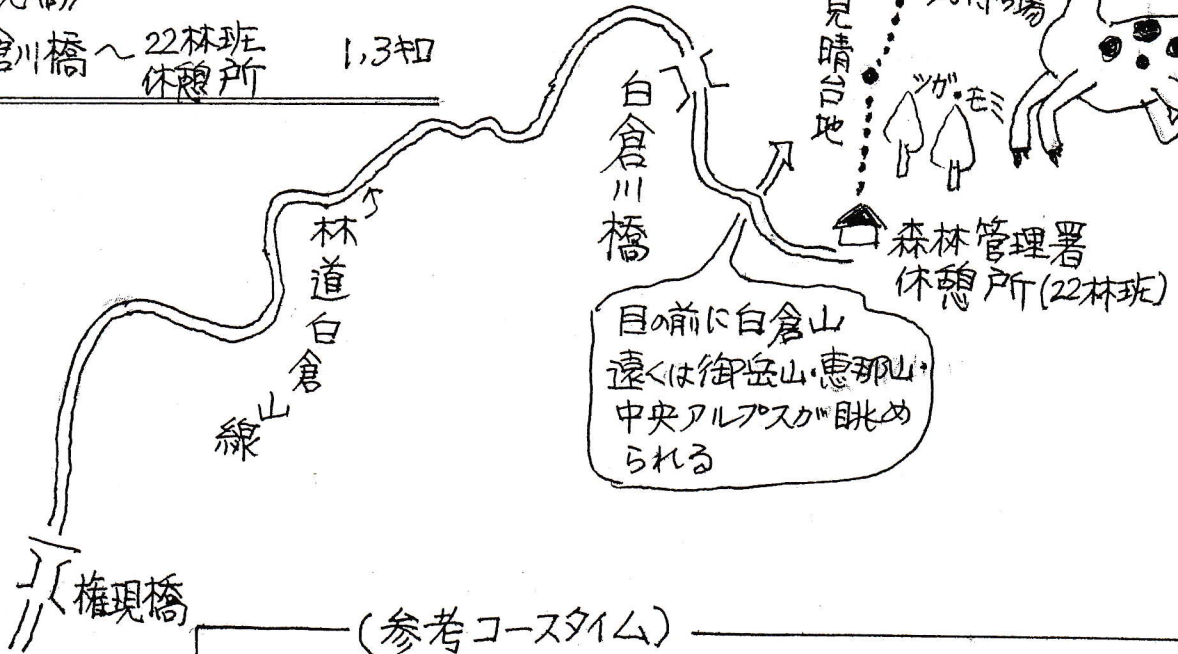 倉川橋〜22林班
休憩所 1,3キロ
白倉川橋
見晴台地
ツガ・モミ
森林管理署
休憩所(22林班)
林道白倉山線
目の前に白倉山
遠くは御岳山・恵那山・
中央アルプスが眺め
られる
権現橋
(参考コースタイム)